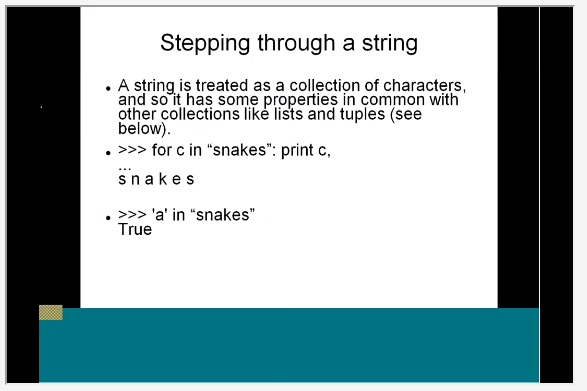 Stepping through a string
• A string is treated as a collection of characters,
and so it has some properties in common with
other collections like lists and tuples (see
below).
• >>> for c in “snakes”: print c,
...
s n a k e s
• >>> 'a' in “snakes”
True